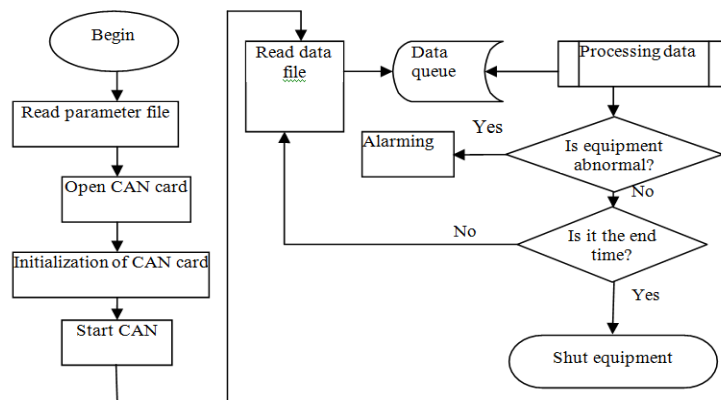 Begin
Read parameter file
Open CAN card
Initialization of CAN card
Start CAN
Read data
file
Data
queue
Processing data
Is equipment
abnormal?
Yes
Alarming
No
Is it the end
time?
No
Yes
Shut equipment